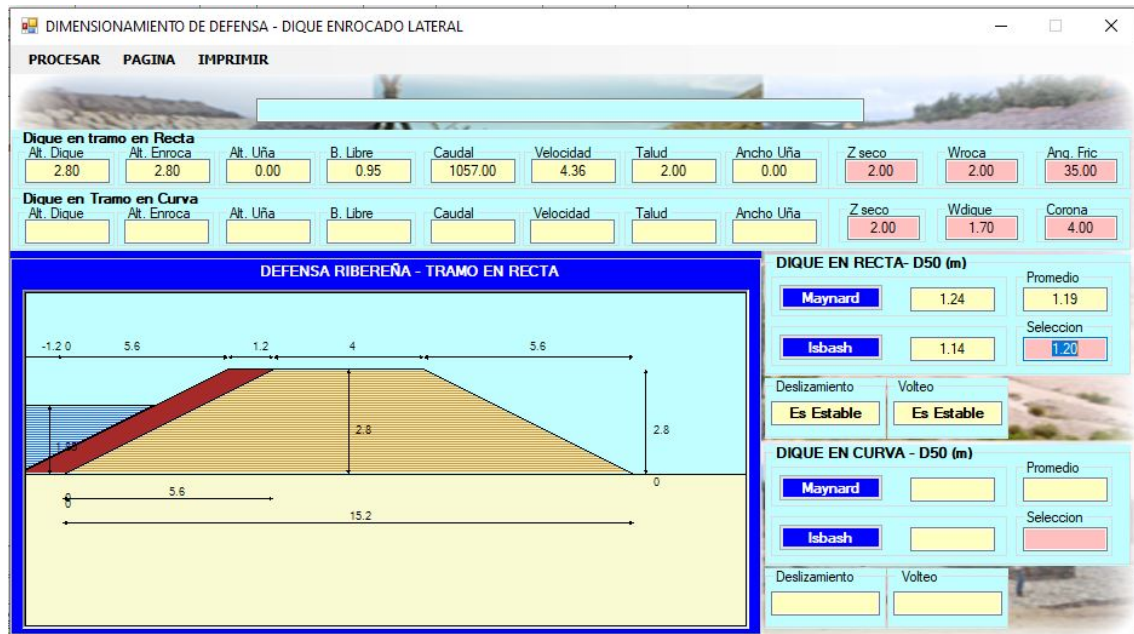 DIMENSIONAMIENTO DE DEFENSA - DIQUE ENROCADO LATERAL
PROCESAR PAGINA IMPRIMIR
Dique en tramo en Recta
Alt. Dique Alt. Enroca Alt. Uña B. Libre Caudal Velocidad Talud Ancho Uña Z seco Wroca Ang. Fric
2.80 2.80 0.00 0.95 1057.00 4.36 2.00 0.00 2.00 2.00 35.00
Dique en Tramo en Curva
Alt. Dique Alt. Enroca Alt. Uña B. Libre Caudal Velocidad Talud Ancho Uña Z seco Wdique Corona
2.00 1.70 4.00
DEFENSA RIBEREÑA - TRAMO EN RECTA
-1.2 0 5.6 1.2 4 5.6
2.8
2.8
0
0
0
5.6
15.2
DIQUE EN RECTA- D50 (m)
Promedio
Maynard 1.24 1.19
Seleccion
Isbash 1.14 1.20
Deslizamiento Volteo
Es Estable Es Estable
DIQUE EN CURVA - D50 (m)
Promedio
Maynard
Seleccion
Isbash
Deslizamiento Volteo